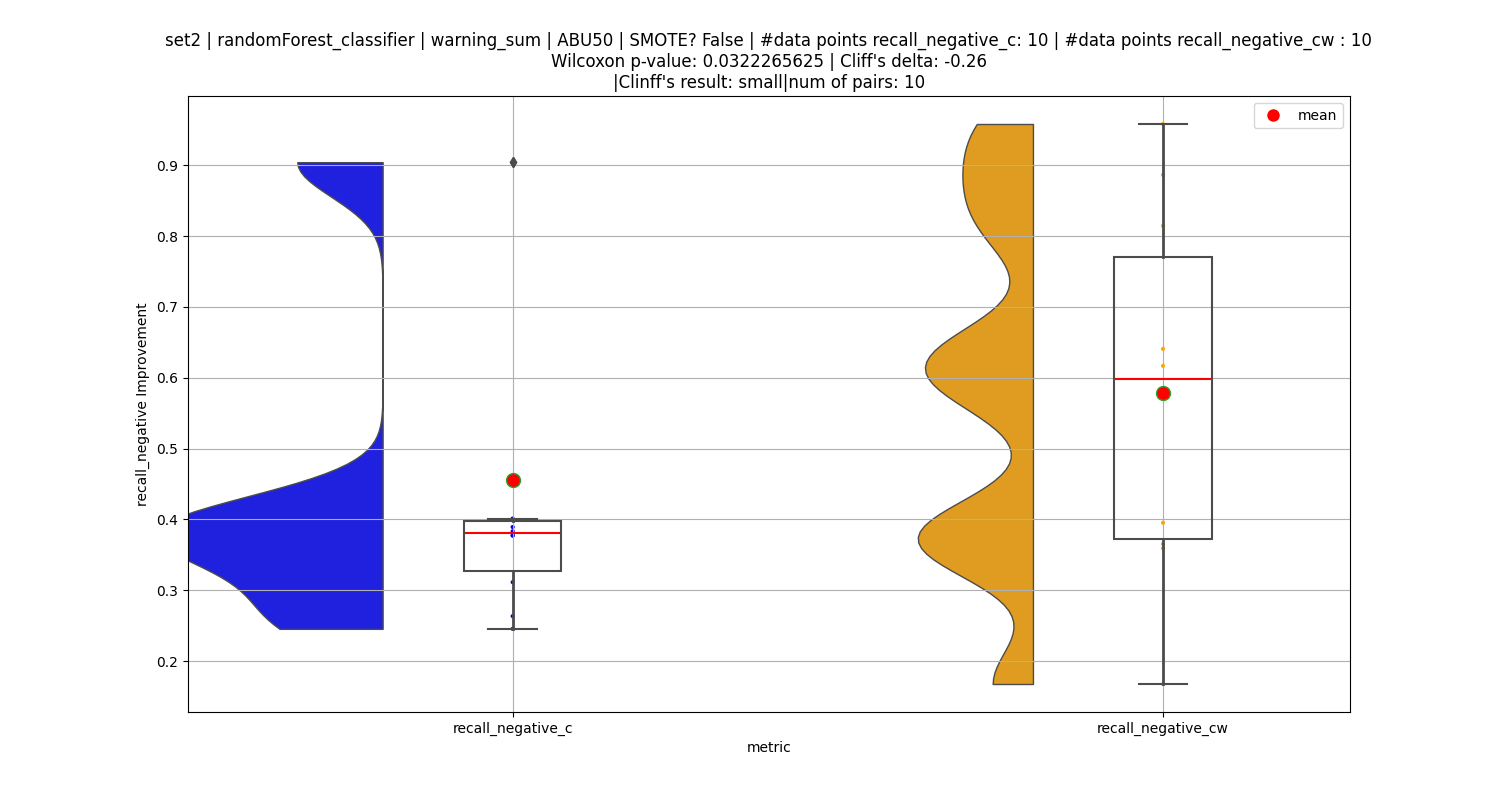 set2 | randomForest_classifier | warning_sum | ABU50 | SMOTE? False | #data points recall_negative_c: 10 | #data points recall_negative_cw : 10
Wilcoxon p-value: 0.0322265625 | Cliff's delta: -0.26
|Clinff's result: small|num of pairs: 10
mean
0.9
0.8
0.7
0.6
0.5
0.4
0.3
0.2
recall_negative Improvement
recall_negative_c
recall_negative_cw
metric